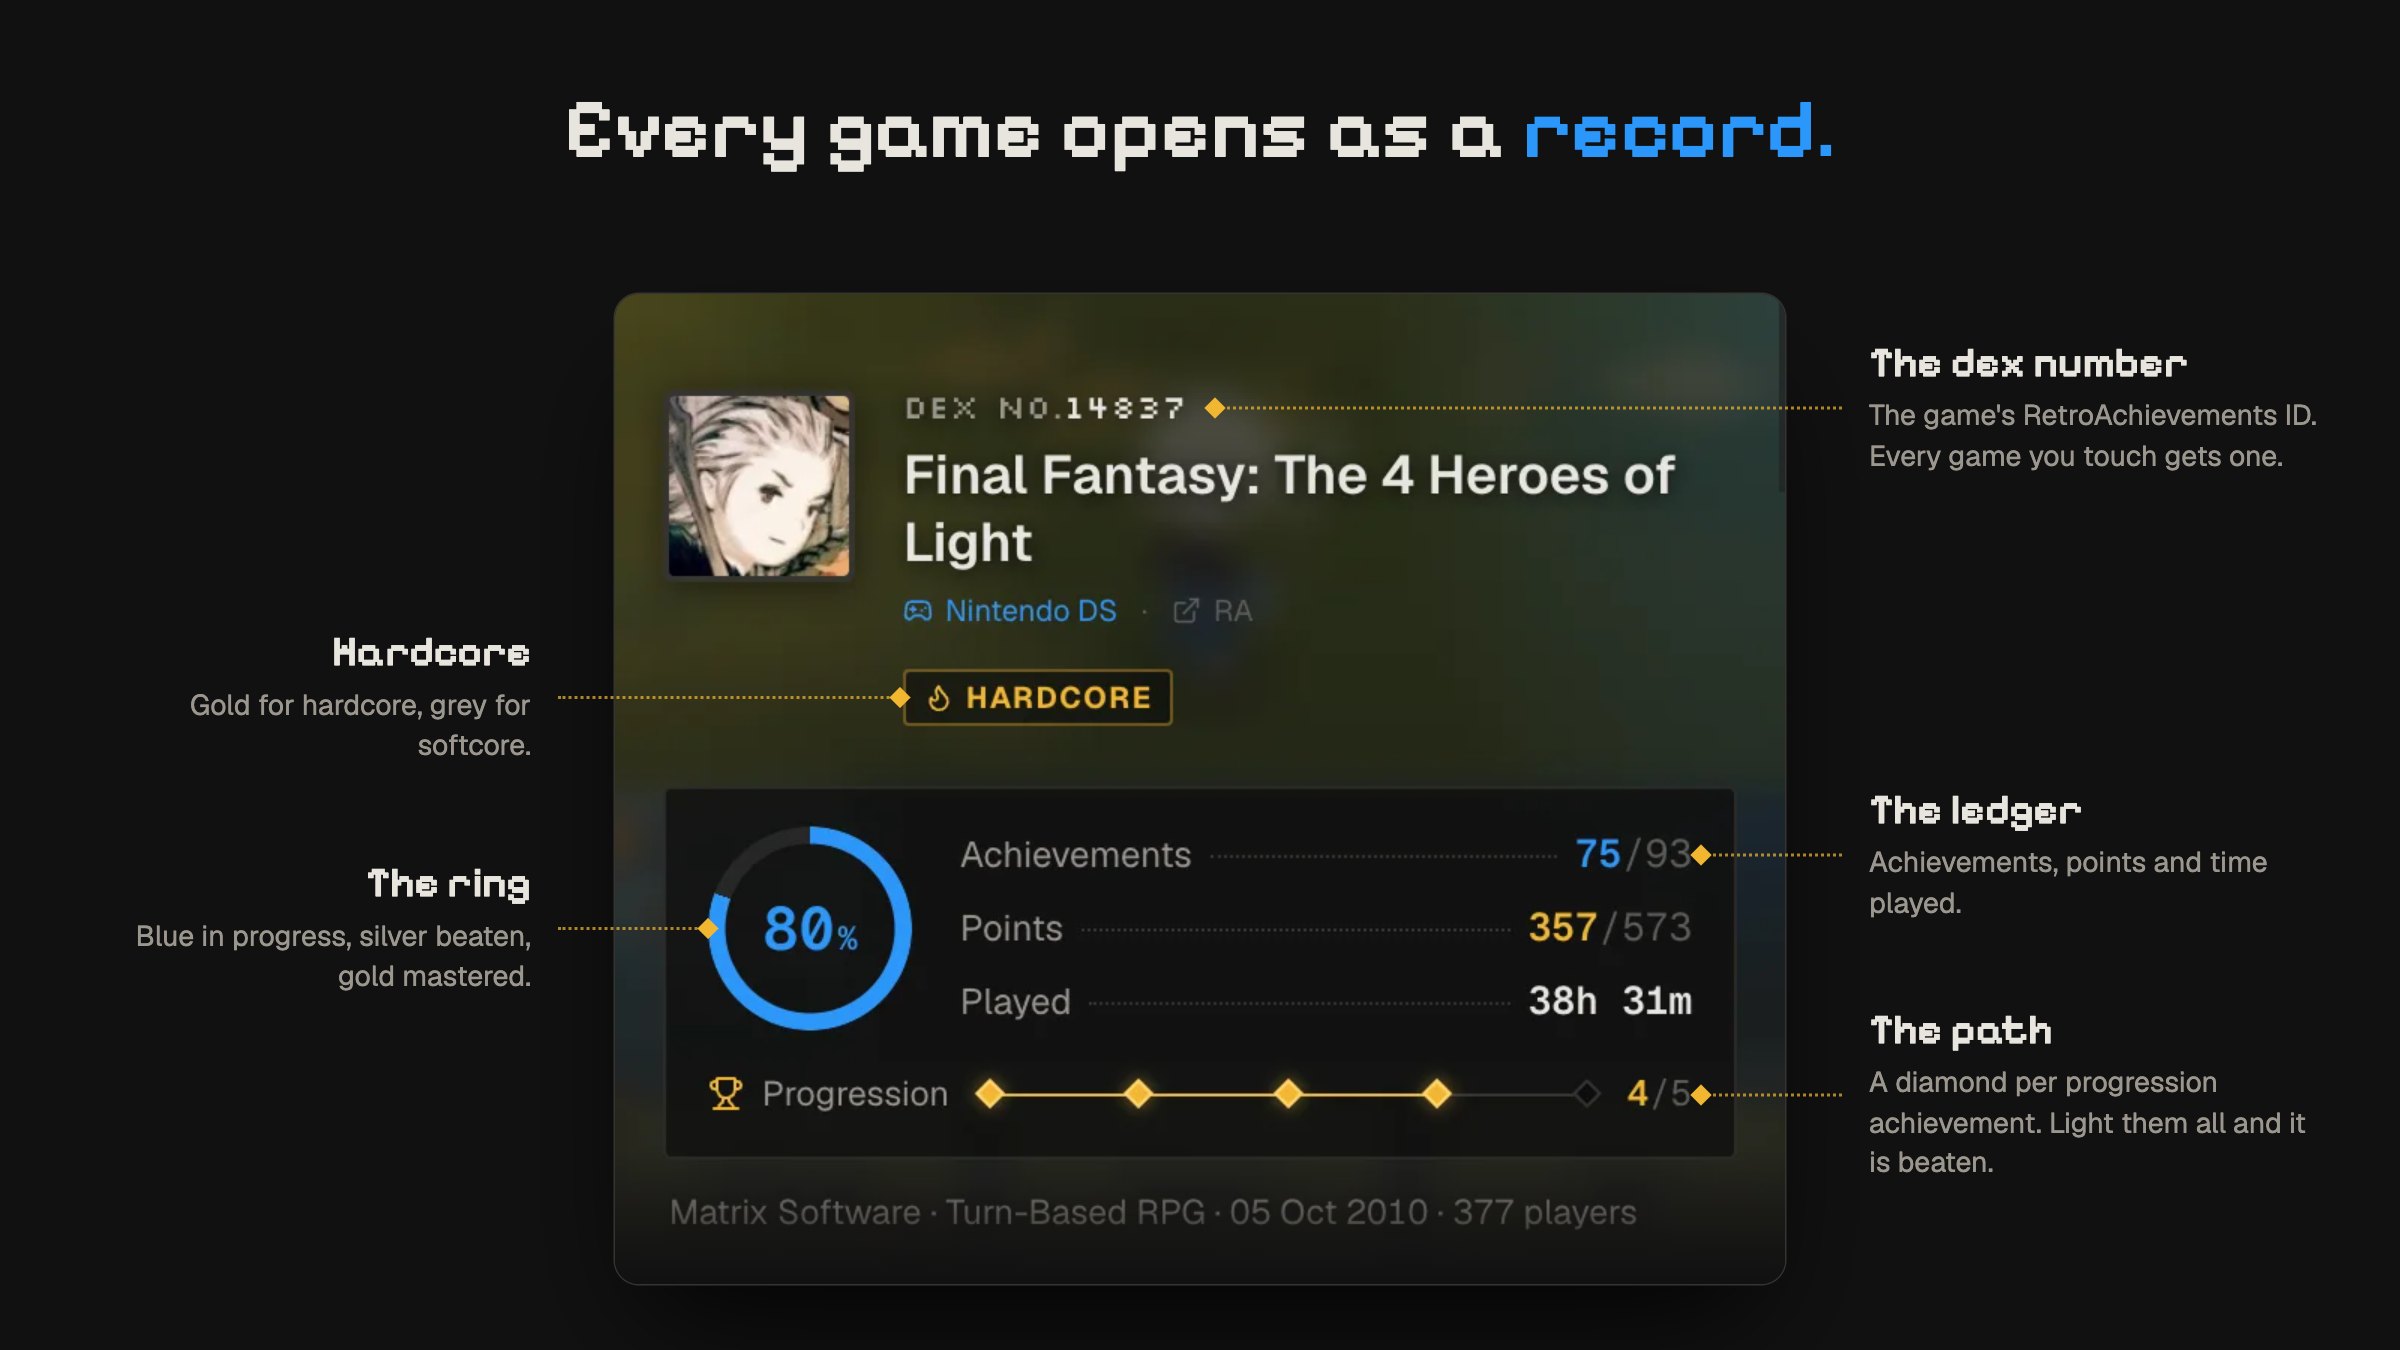 Every game opens as a record.
DEX NO.14837
Final Fantasy: The 4 Heroes of
Light
Nintendo DS · RA
HARDCORE
80%
Achievements 75/93
Points 357/573
Played 38h 31m
Progression 4/5
Matrix Software · Turn-Based RPG · 05 Oct 2010 · 377 players
Hardcore
Gold for hardcore, grey for
softcore.
The ring
Blue in progress, silver beaten,
gold mastered.
The dex number
The game's RetroAchievements ID.
Every game you touch gets one.
The ledger
Achievements, points and time
played.
The path
A diamond per progression
achievement. Light them all and it
is beaten.